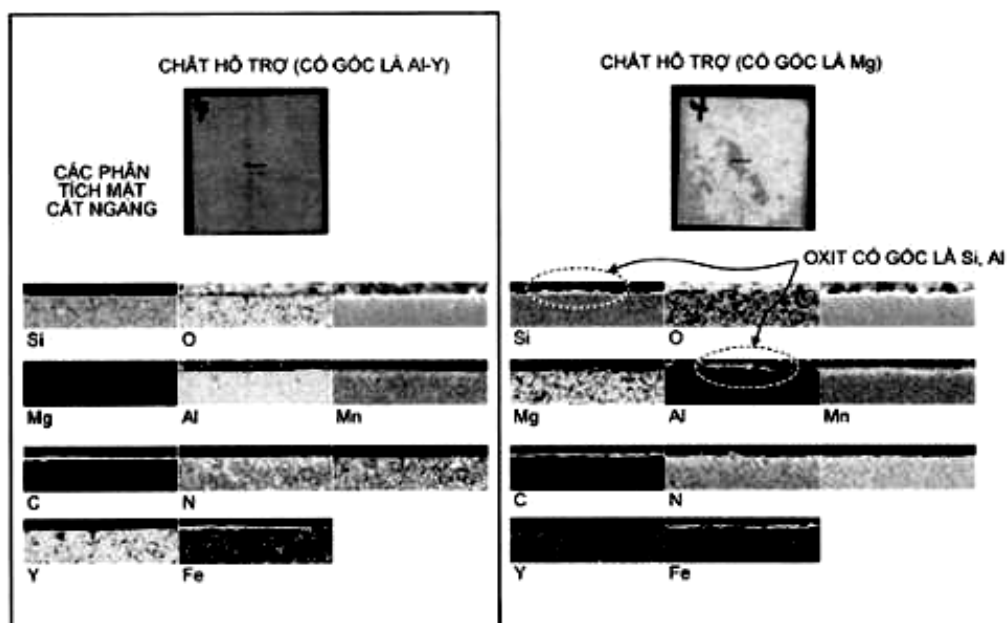 CHẤT HỖ TRỢ (CÓ GỐC LÀ Al-Y)
CÁC PHÂN
TÍCH MẶT
CẮT NGANG
Si O
Mg Al Mn
C N
Y Fe
CHẤT HỖ TRỢ (CÓ GỐC LÀ Mg)
4
OXIT CÓ GỐC LÀ Si, Al
Si O
Mg Al Mn
C N
Y Fe